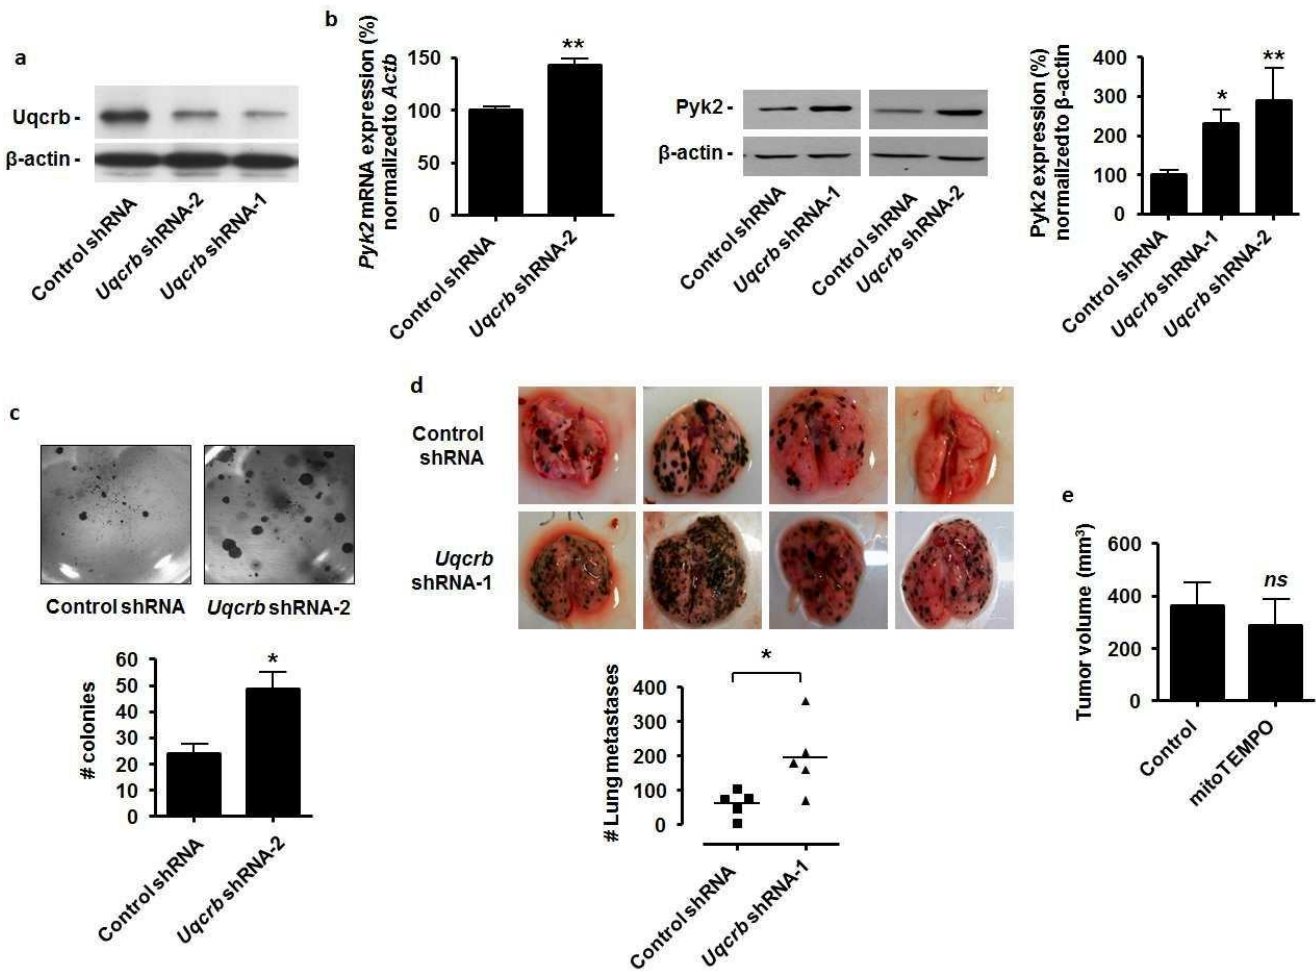 a
Uqcrb -
β-actin -
Control shRNA
Uqcrb shRNA-2
Uqcrb shRNA-1
b
Pyk2 mRNA expression (%)
normalized to Actb
150
100
50
0
**
Control shRNA
Uqcrb shRNA-2
Pyk2 -
β-actin -
Control shRNA
Uqcrb shRNA-1
Control shRNA
Uqcrb shRNA-2
Pyk2 expression (%)
normailzed to β-actin
400
300
200
100
0
*
**
Control shRNA
Uqcrb shRNA-1
Uqcrb shRNA-2
c
Control shRNA
Uqcrb shRNA-2
# colonies
60
50
40
30
20
10
0
*
Control shRNA
Uqcrb shRNA-2
d
Control
shRNA
Uqcrb
shRNA-1
# Lung metastases
400
300
200
100
0
*
Control shRNA
Uqcrb shRNA-1
e
Tumor volume (mm³)
600
400
200
0
ns
Control
mitoTEMPO